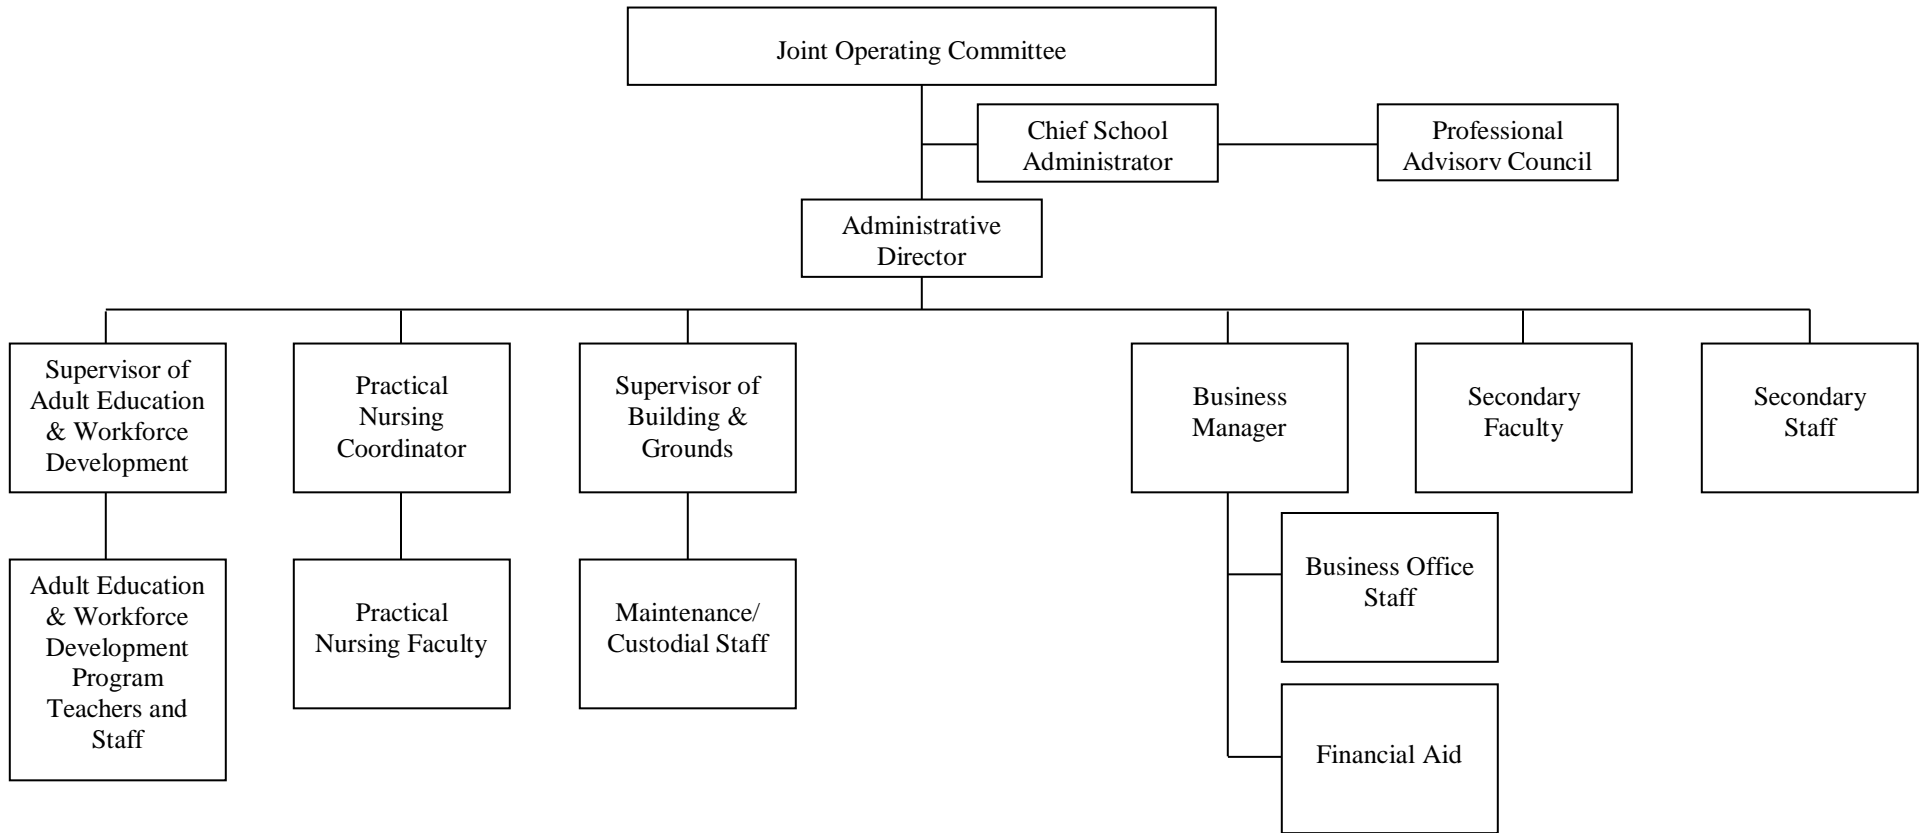 Joint Operating Committee
Chief School
Administrator
Professional
Advisory Council
Administrative
Director
Supervisor of
Adult Education
& Workforce
Development
Practical
Nursing
Coordinator
Supervisor of
Building &
Grounds
Business
Manager
Secondary
Faculty
Secondary
Staff
Adult Education
& Workforce
Development
Program
Teachers and
Staff
Practical
Nursing Faculty
Maintenance/
Custodial Staff
Business Office
Staff
Financial Aid